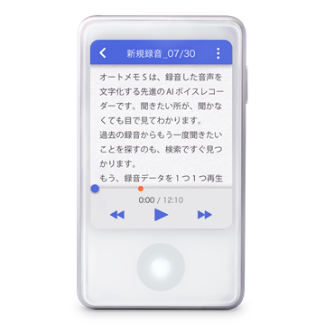 新規録音_07/30
オートメモSは、録音した音声を
文字化する先進のAIボイスレコー
ダーです。聞きたい所が、聞かな
くても目で見てわかります。
過去の録音からもう一度聞きたい
ことを探すのも、検索ですぐ見つ
かります。
もう、録音データを1つ1つ再生
0:00 / 12:10